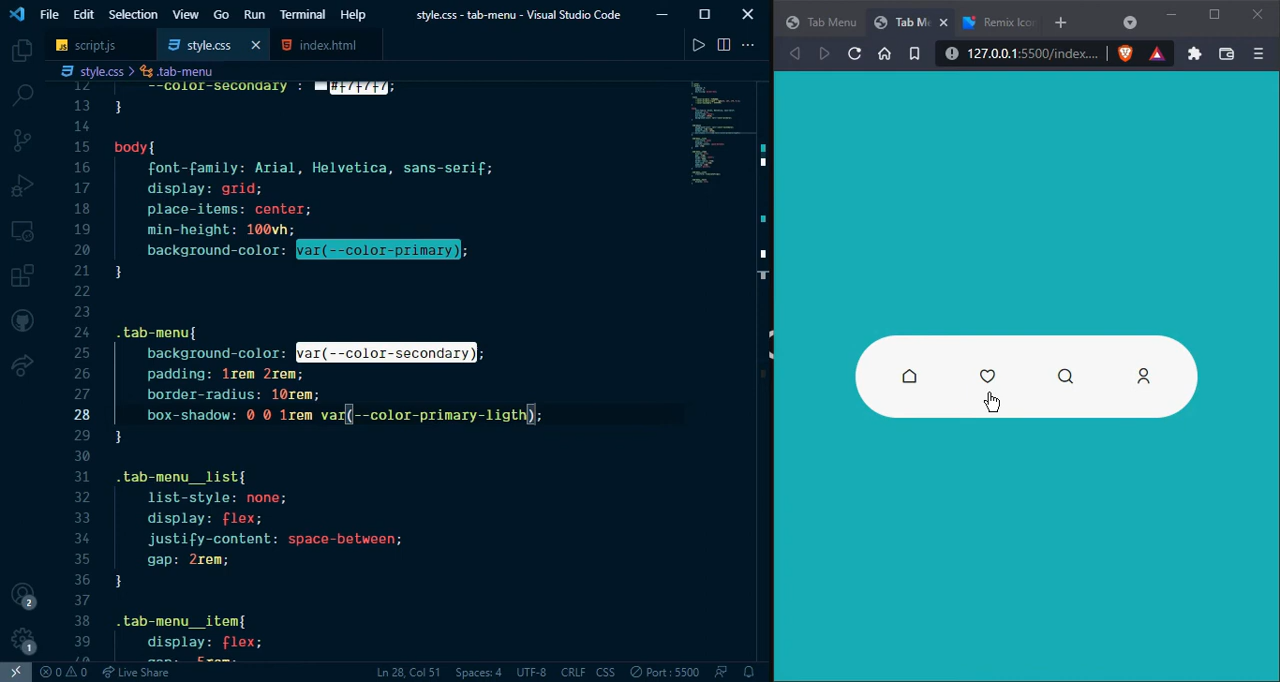 File Edit Selection View Go Run Terminal Help style.css - tab-menu - Visual Studio Code
script.js style.css index.html
style.css > .tab-menu
12 --color-secondary : #f7f7f7;
13 }
14
15 body{
16 font-family: Arial, Helvetica, sans-serif;
17 display: grid;
18 place-items: center;
19 min-height: 100vh;
20 background-color: var(--color-primary);
21 }
22
23
24 .tab-menu{
25 background-color: var(--color-secondary);
26 padding: 1rem 2rem;
27 border-radius: 10rem;
28 box-shadow: 0 0 1rem var(--color-primary-ligth);
29 }
30
31 .tab-menu__list{
32 list-style: none;
33 display: flex;
34 justify-content: space-between;
35 gap: 2rem;
36 }
37
38 .tab-menu__item{
39 display: flex;
40 gap: .5rem;
2
1
0 0 Live Share Ln 28, Col 51 Spaces: 4 UTF-8 CRLF CSS Port : 5500
Tab Menu Tab M Remix Ico
127.0.0.1:5500/index....